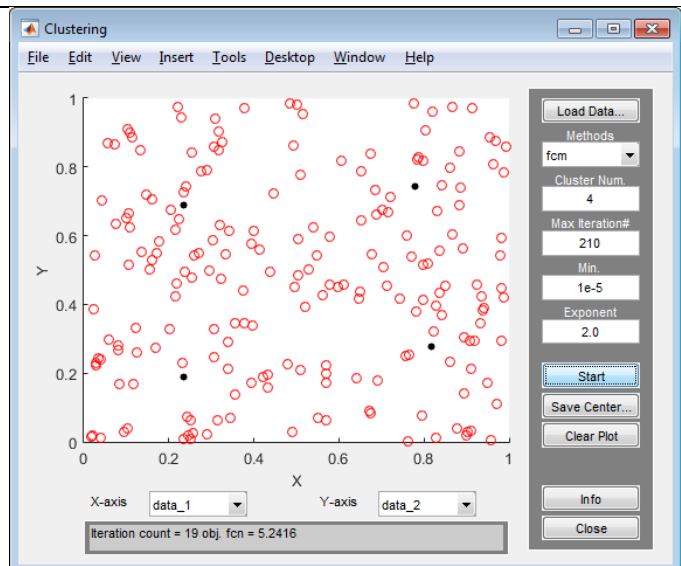 Clustering
File Edit View Insert Tools Desktop Window Help
Load Data...
Methods
fcm
Cluster Num.
4
Max Iteration#
210
Min.
1e-5
Exponent
2.0
Start
Save Center...
Clear Plot
Info
Close
1
0.8
0.6
0.4
0.2
0
Y
0 0.2 0.4 0.6 0.8 1
X
X-axis data_1 Y-axis data_2
Iteration count = 19 obj. fcn = 5.2416